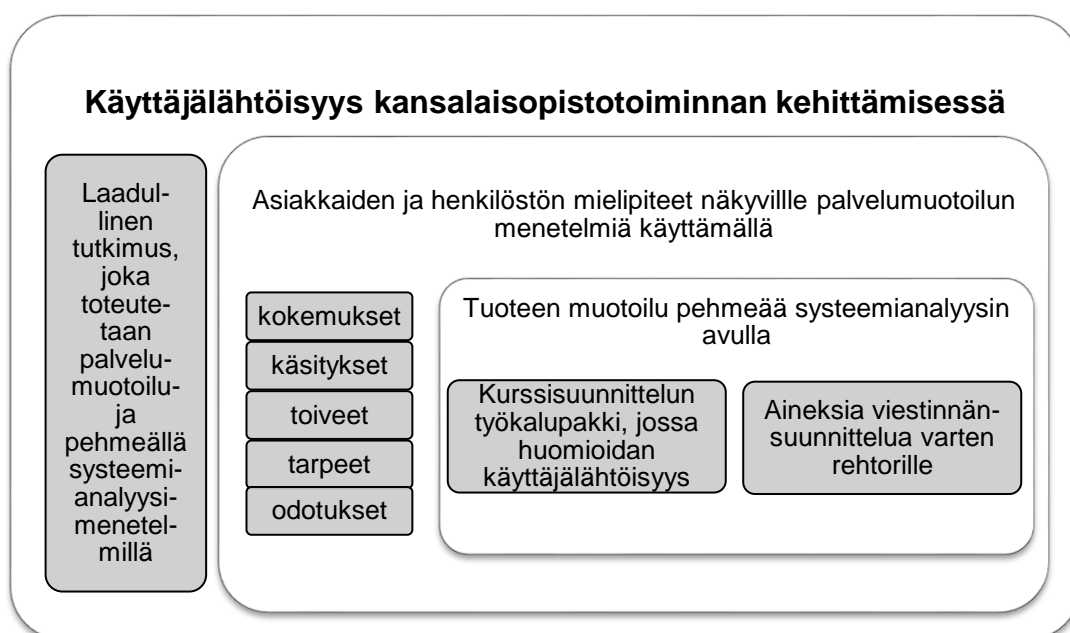 Käyttäjälähtöisyys kansalaisopistotoiminnan kehittämisessä
Laadul-
linen
tutkimus,
joka
toteute-
taan
palvelu-
muotoilu-
ja
pehmeällä
systeemi-
analyysi-
menetel-
millä
Asiakkaiden ja henkilöstön mielipiteet näkyvillle palvelumuotoilun
menetelmiä käyttämällä
kokemukset
käsitykset
toiveet
tarpeet
odotukset
Tuoteen muotoilu pehmeää systeemianalyysin
avulla
Kurssisuunnittelun
työkalupakki, jossa
huomioidan
käyttäjälähtöisyys
Aineksia viestinnän-
suunnittelua varten
rehtorille